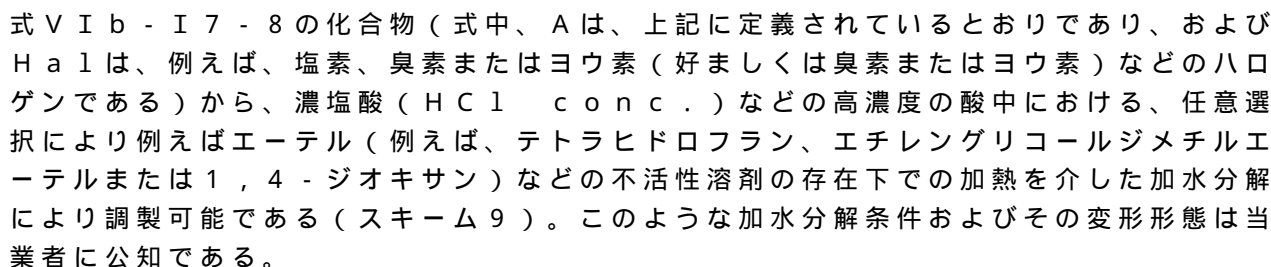 式ＶＩｂ－Ｉ７－８の化合物（式中、Ａは、上記に定義されているとおりであり、および
Ｈａｌは、例えば、塩素、臭素またはヨウ素（好ましくは臭素またはヨウ素）などのハロ
ゲンである）から、濃塩酸（ＨＣｌ　ｃｏｎｃ．）などの高濃度の酸中における、任意選
択により例えばエーテル（例えば、テトラヒドロフラン、エチレングリコールジメチルエ
ーテルまたは１，４－ジオキサン）などの不活性溶剤の存在下での加熱を介した加水分解
により調製可能である（スキーム９）。このような加水分解条件およびその変形形態は当
業者に公知である。